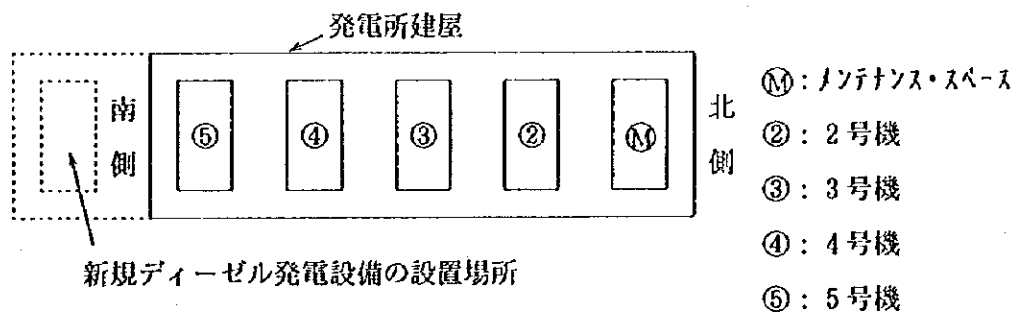 発電所建屋
南側
⑤
④
③
②
Ⓜ
北側
新規ディーゼル発電設備の設置場所
Ⓜ：メンテナンス・スペース
②：2号機
③：3号機
④：4号機
⑤：5号機